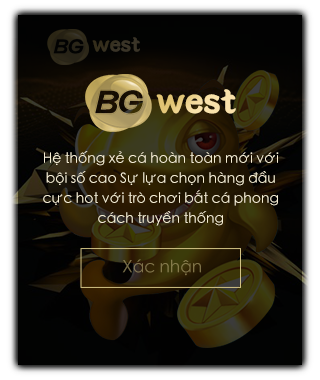 BG west
BG west
Hệ thống xẻ cá hoàn toàn mới với
bội số cao Sự lựa chọn hàng đầu
cực hot với trò chơi bắt cá phong
cách truyền thống
Xác nhận